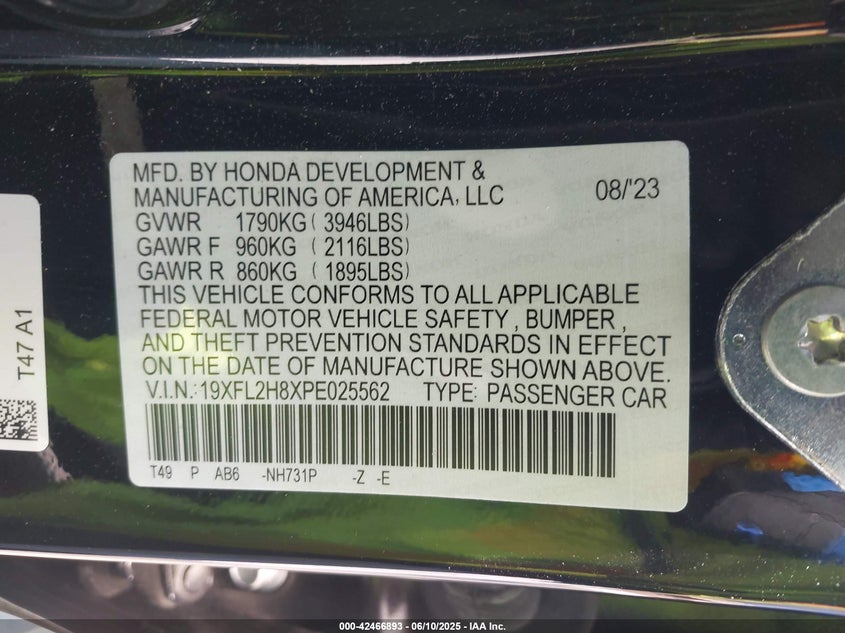 MFD. BY HONDA DEVELOPMENT &
MANUFACTURING OF AMERICA, LLC 08/'23
GVWR 1790KG ( 3946LBS)
GAWR F 960KG ( 2116LBS)
GAWR R 860KG ( 1895LBS)
THIS VEHICLE CONFORMS TO ALL APPLICABLE
FEDERAL MOTOR VEHICLE SAFETY , BUMPER ,
AND THEFT PREVENTION STANDARDS IN EFFECT
ON THE DATE OF MANUFACTURE SHOWN ABOVE.
V.I.N.: 19XFL2H8XPE025562 TYPE: PASSENGER CAR
T49 P AB6 -NH731P -Z -E
T47 A1
000-42466893 - 06/10/2025 - IAA Inc.